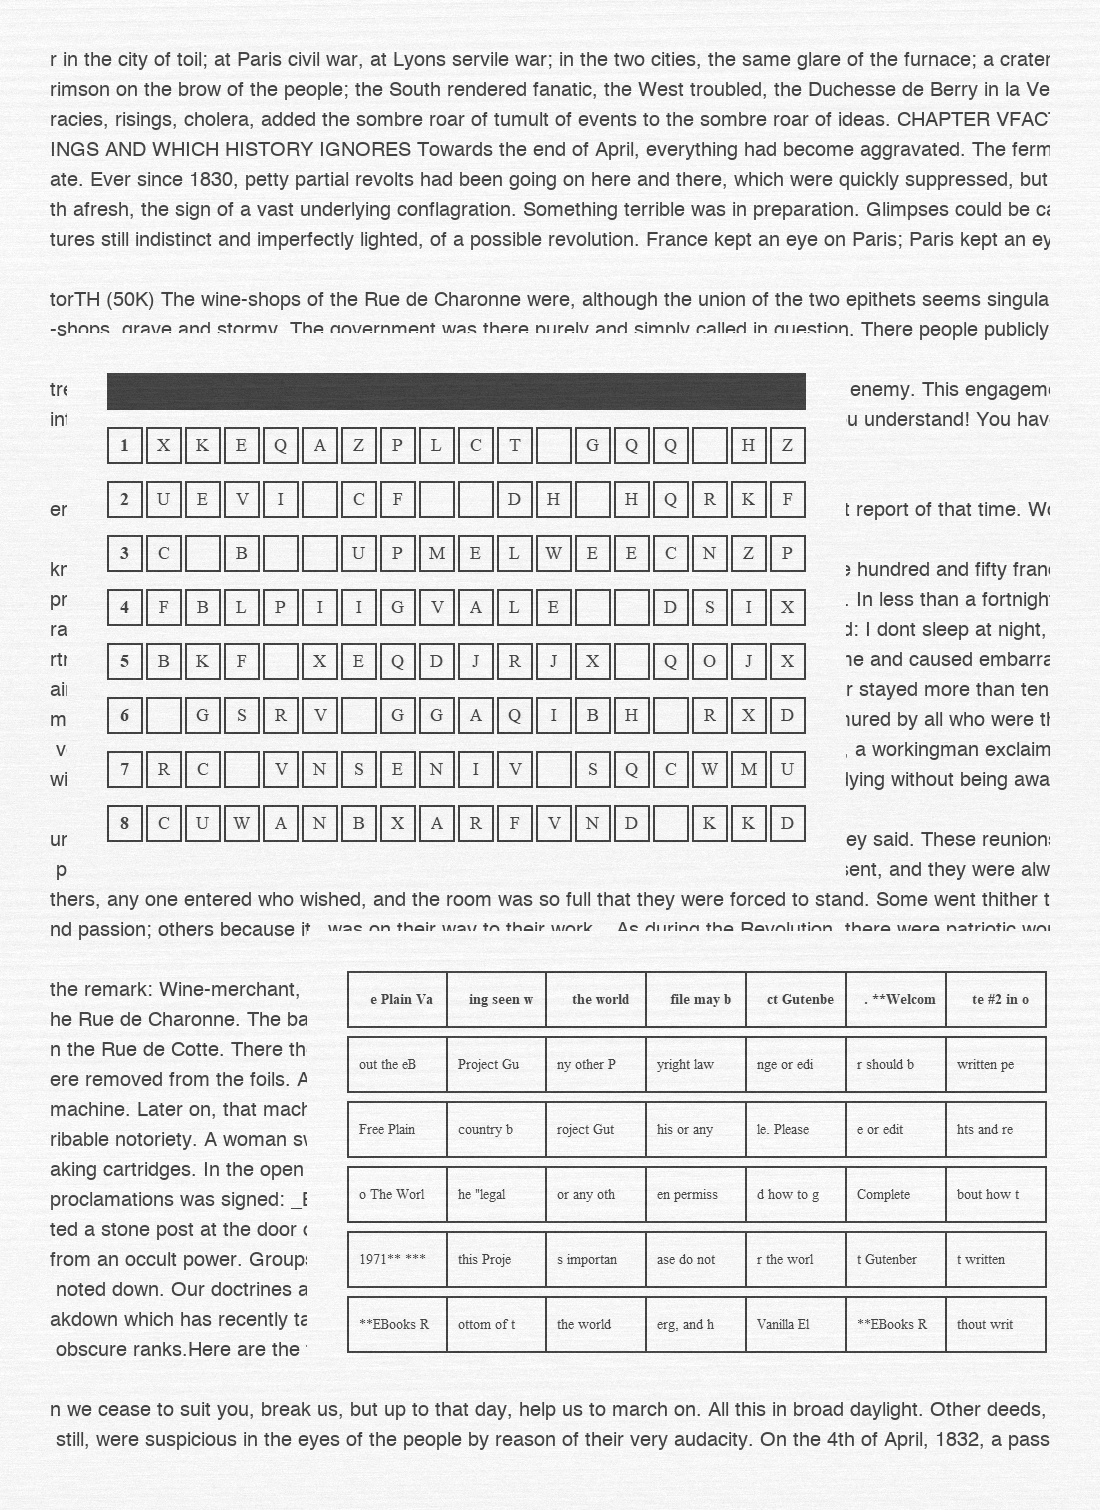 r in the city of toil; at Paris civil war, at Lyons servile war; in the two cities, the same glare of the furnace; a crater
rimson on the brow of the people; the South rendered fanatic, the West troubled, the Duchesse de Berry in la Ve
racies, risings, cholera, added the sombre roar of tumult of events to the sombre roar of ideas. CHAPTER VFACT
INGS AND WHICH HISTORY IGNORES Towards the end of April, everything had become aggravated. The ferm
ate. Ever since 1830, petty partial revolts had been going on here and there, which were quickly suppressed, but
th afresh, the sign of a vast underlying conflagration. Something terrible was in preparation. Glimpses could be ca
tures still indistinct and imperfectly lighted, of a possible revolution. France kept an eye on Paris; Paris kept an ey
torTH (50K) The wine-shops of the Rue de Charonne were, although the union of the two epithets seems singula
-shops, grave and stormy. The government was there purely and simply called in question. There people publicly
tre enemy. This engageme
int u understand! You have
1 X K E Q A Z P L C T G Q Q H Z
2 U E V I C F D H H Q R K F
er t report of that time. Wo
3 C B U P M E L W E E C N Z P
kn e hundred and fifty fran
pr . In less than a fortnight
4 F B L P I I G V A L E D S I X
ra d: I dont sleep at night,
rtr ne and caused embarra
5 B K F X E Q D J R J X Q O J X
ai r stayed more than ten
m nured by all who were th
6 G S R V G G A Q I B H R X D
v , a workingman exclaim
wi lying without being awa
7 R C V N S E N I V S Q C W M U
8 C U W A N B X A R F V N D K K D
ur ey said. These reunions
p sent, and they were alw
thers, any one entered who wished, and the room was so full that they were forced to stand. Some went thither t
nd passion; others because it was on their way to their work. As during the Revolution, there were patriotic wo
the remark: Wine-merchant,
he Rue de Charonne. The ba
n the Rue de Cotte. There th
ere removed from the foils. A
machine. Later on, that mach
ribable notoriety. A woman sw
aking cartridges. In the open
proclamations was signed: _B
ted a stone post at the door o
from an occult power. Groups
noted down. Our doctrines a
akdown which has recently ta
obscure ranks.Here are the
e Plain Va ing seen w the world file may b ct Gutenbe . **Welcom te #2 in o
out the eB Project Gu ny other P yright law nge or edi r should b written pe
Free Plain country b roject Gut his or any le. Please e or edit hts and re
o The Worl he "legal or any oth en permiss d how to g Complete bout how t
1971** *** this Proje s importan ase do not r the worl t Gutenber t written
**EBooks R ottom of t the world erg, and h Vanilla El **EBooks R thout writ
n we cease to suit you, break us, but up to that day, help us to march on. All this in broad daylight. Other deeds,
still, were suspicious in the eyes of the people by reason of their very audacity. On the 4th of April, 1832, a pass